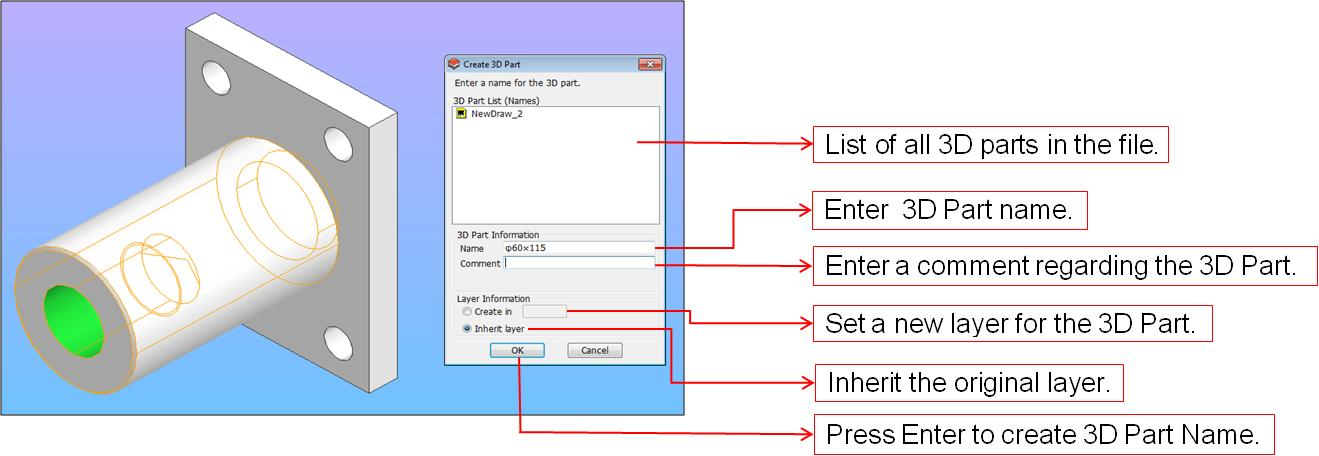 Create 3D Part
Enter a name for the 3D part.
3D Part List (Names)
NewDraw_2
3D Part Information
Name φ60×115
Comment
Layer Information
Create in
Inherit layer
OK Cancel
List of all 3D parts in the file.
Enter 3D Part name.
Enter a comment regarding the 3D Part.
Set a new layer for the 3D Part.
Inherit the original layer.
Press Enter to create 3D Part Name.